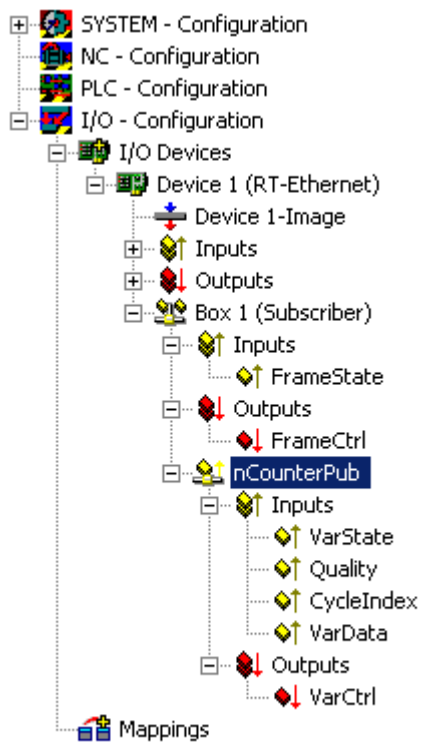 SYSTEM - Configuration
NC - Configuration
PLC - Configuration
I/O - Configuration
I/O Devices
Device 1 (RT-Ethernet)
Device 1-Image
Inputs
Outputs
Box 1 (Subscriber)
Inputs
FrameState
Outputs
FrameCtrl
nCounterPub
Inputs
VarState
Quality
CycleIndex
VarData
Outputs
VarCtrl
Mappings